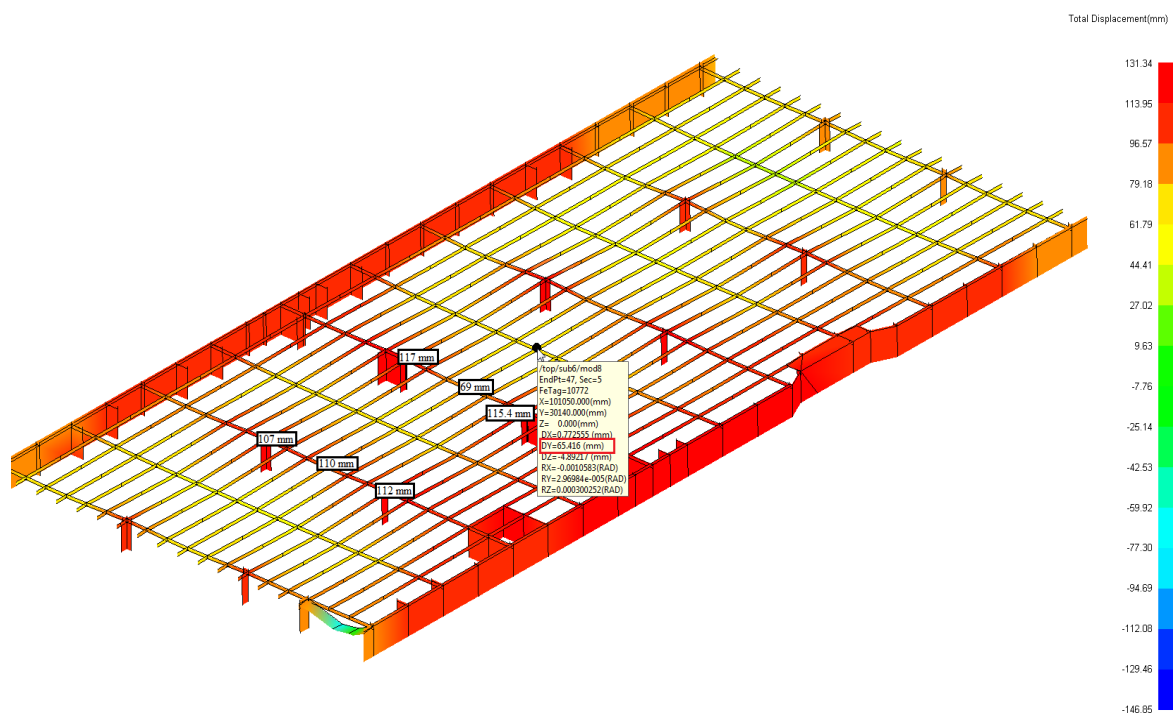 Total Displacement(mm)
131.34
113.95
96.57
79.18
61.79
44.41
27.02
9.63
-7.76
-25.14
-42.53
-59.92
-77.30
-94.69
-112.08
-129.46
-146.85
117 mm
69 mm
115.4 mm
107 mm
110 mm
112 mm
/top/sub6/mod8
EndPt=47, Sec=5
FeTag=10772
X=101050.000(mm)
Y=30140.000(mm)
Z= 0.000(mm)
DX=0.772555 (mm)
DY=65.416 (mm)
DZ=-4.89217 (mm)
RX=-0.0010583(RAD)
RY=2.96984e-005(RAD)
RZ=0.000300252(RAD)